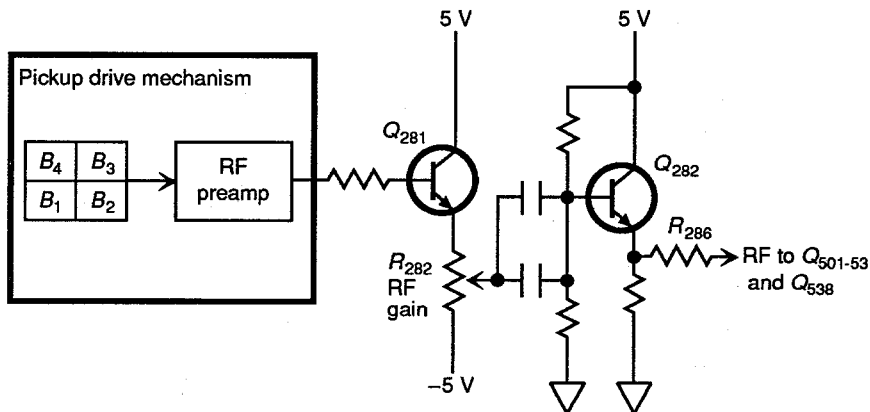 5 V
5 V
Pickup drive mechanism
Q281
B4 B3
B1 B2
RF
preamp
Q282
R286
RF to Q501-53
and Q538
R282
RF
gain
–5 V